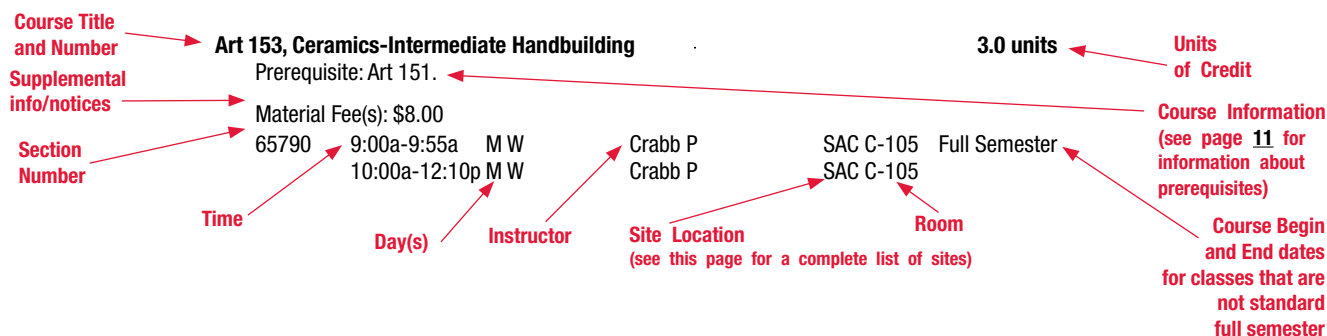 Course Title
and Number
Art 153, Ceramics-Intermediate Handbuilding
3.0 units
Units
of Credit
Supplemental
info/notices
Prerequisite: Art 151.
Material Fee(s): $8.00
Course Information
(see page 11 for
information about
prerequisites)
Section
Number
65790 9:00a-9:55a M W Crabb P SAC C-105 Full Semester
10:00a-12:10p M W Crabb P SAC C-105
Time
Day(s)
Instructor
Site Location
(see this page for a complete list of sites)
Room
Course Begin
and End dates
for classes that are
not standard
full semester